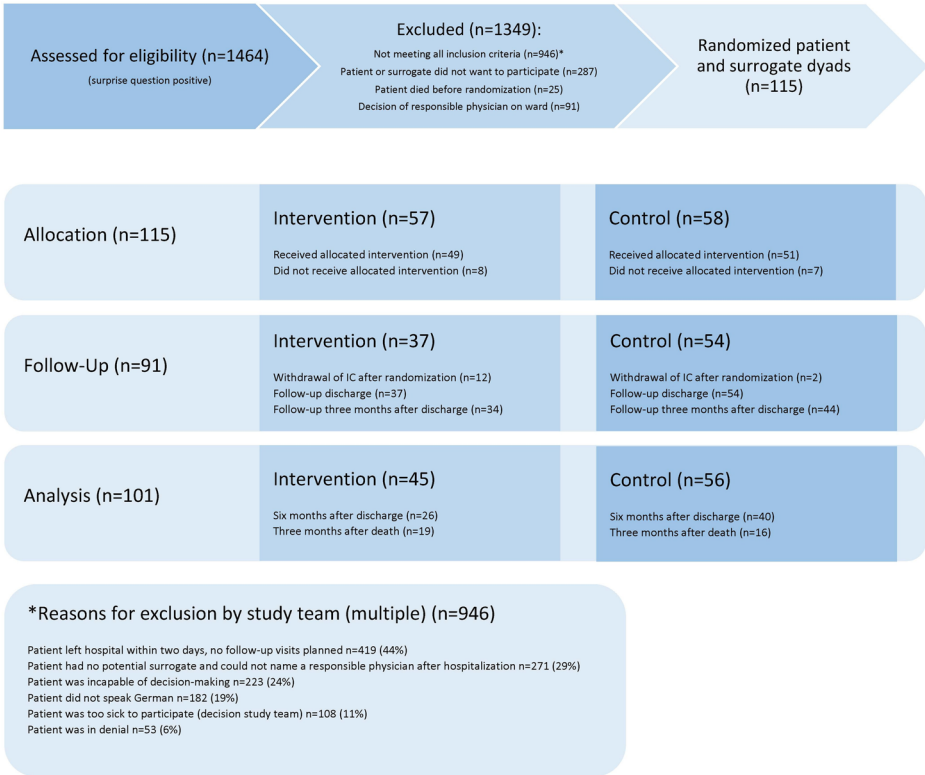 Assessed for eligibility (n=1464)
(surprise question positive)
Excluded (n=1349):
Not meeting all inclusion criteria (n=946)*
Patient or surrogate did not want to participate (n=287)
Patient died before randomization (n=25)
Decision of responsible physician on ward (n=91)
Randomized patient
and surrogate dyads
(n=115)
Allocation (n=115)
Intervention (n=57)
Received allocated intervention (n=49)
Did not receive allocated intervention (n=8)
Control (n=58)
Received allocated intervention (n=51)
Did not receive allocated intervention (n=7)
Follow-Up (n=91)
Intervention (n=37)
Withdrawal of IC after randomization (n=12)
Follow-up discharge (n=37)
Follow-up three months after discharge (n=34)
Control (n=54)
Withdrawal of IC after randomization (n=2)
Follow-up discharge (n=54)
Follow-up three months after discharge (n=44)
Analysis (n=101)
Intervention (n=45)
Six months after discharge (n=26)
Three months after death (n=19)
Control (n=56)
Six months after discharge (n=40)
Three months after death (n=16)
*Reasons for exclusion by study team (multiple) (n=946)
Patient left hospital within two days, no follow-up visits planned n=419 (44%)
Patient had no potential surrogate and could not name a responsible physician after hospitalization n=271 (29%)
Patient was incapable of decision-making n=223 (24%)
Patient did not speak German n=182 (19%)
Patient was too sick to participate (decision study team) n=108 (11%)
Patient was in denial n=53 (6%)